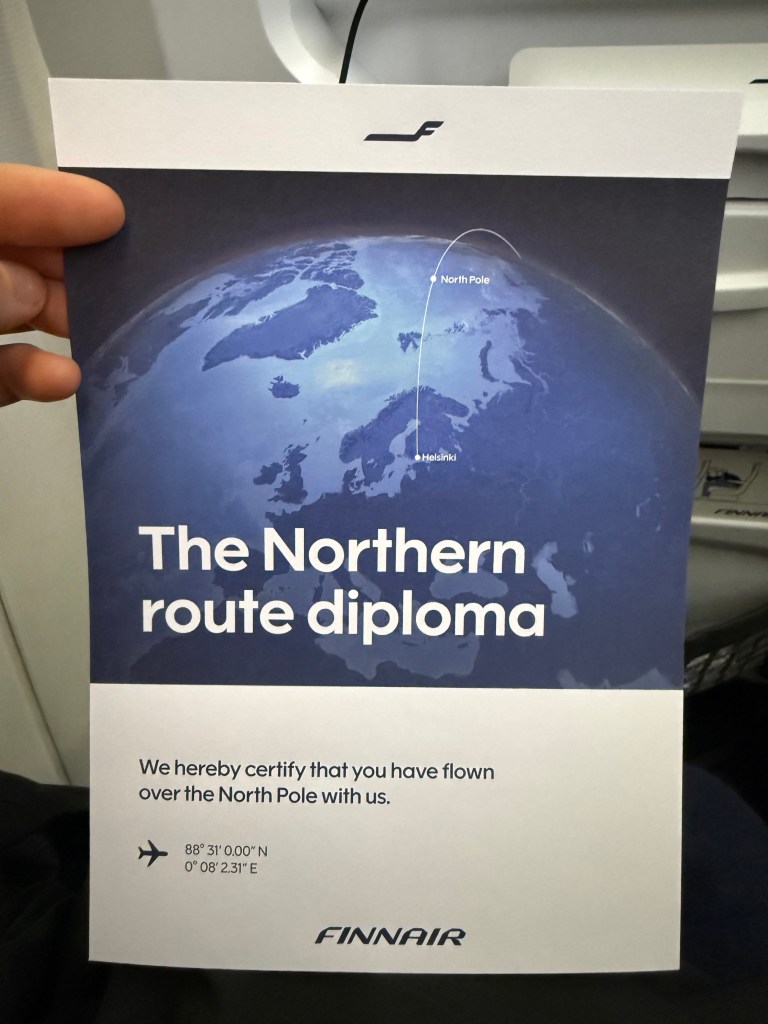 North Pole
Helsinki
The Northern
route diploma
We hereby certify that you have flown
over the North Pole with us.
88° 31' 0.00" N
0° 08' 2.31" E
FINNAIR